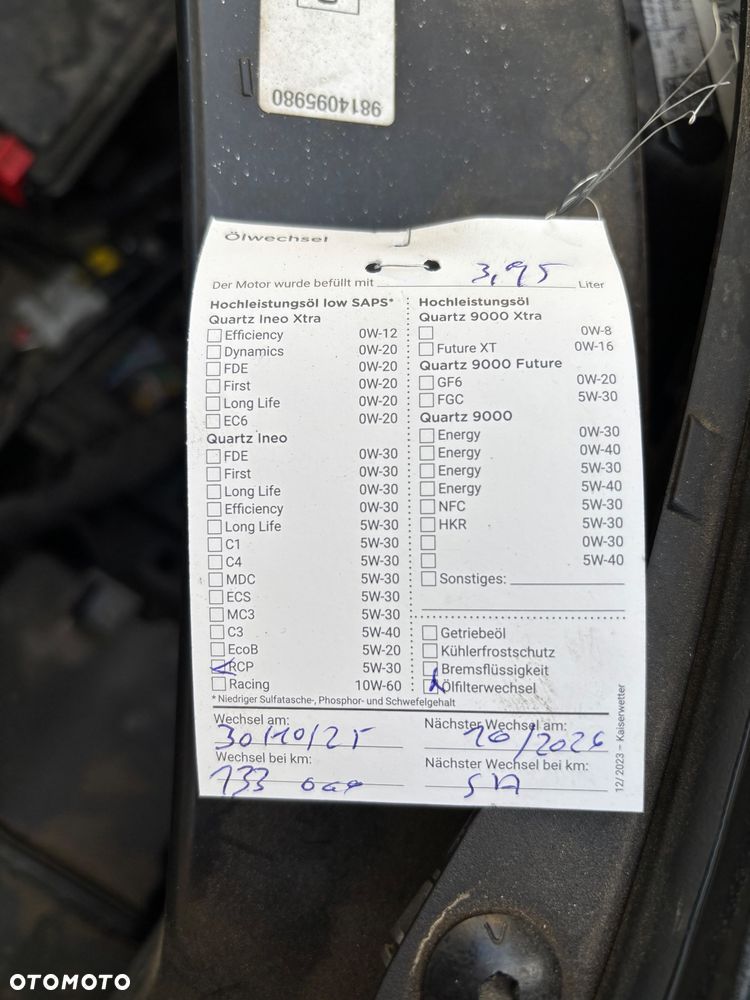 9814095980
Ölwechsel
Der Motor wurde befüllt mit 3,95 Liter
Hochleistungsöl low SAPS*
Quartz Ineo Xtra
Efficiency 0W-12
Dynamics 0W-20
FDE 0W-20
First 0W-20
Long Life 0W-20
EC6 0W-20
Quartz Ineo
FDE 0W-30
First 0W-30
Long Life 0W-30
Efficiency 0W-30
Long Life 5W-30
C1 5W-30
C4 5W-30
MDC 5W-30
ECS 5W-30
MC3 5W-30
C3 5W-40
EcoB 5W-20
RCP 5W-30
Racing 10W-60
* Niedriger Sulfatasche-, Phosphor- und Schwefelgehalt
Hochleistungsöl
Quartz 9000 Xtra
0W-8
Future XT 0W-16
Quartz 9000 Future
GF6 0W-20
FGC 5W-30
Quartz 9000
Energy 0W-30
Energy 0W-40
Energy 5W-30
Energy 5W-40
NFC 5W-30
HKR 5W-30
0W-30
5W-40
Sonstiges:
Getriebeöl
Kühlerfrostschutz
Bremsflüssigkeit
Ölfilterwechsel
Wechsel am:
30/10/25
Wechsel bei km:
133 000
Nächster Wechsel am:
10/2026
Nächster Wechsel bei km:
12/2023 – Kaiserwetter
OTOMOTO